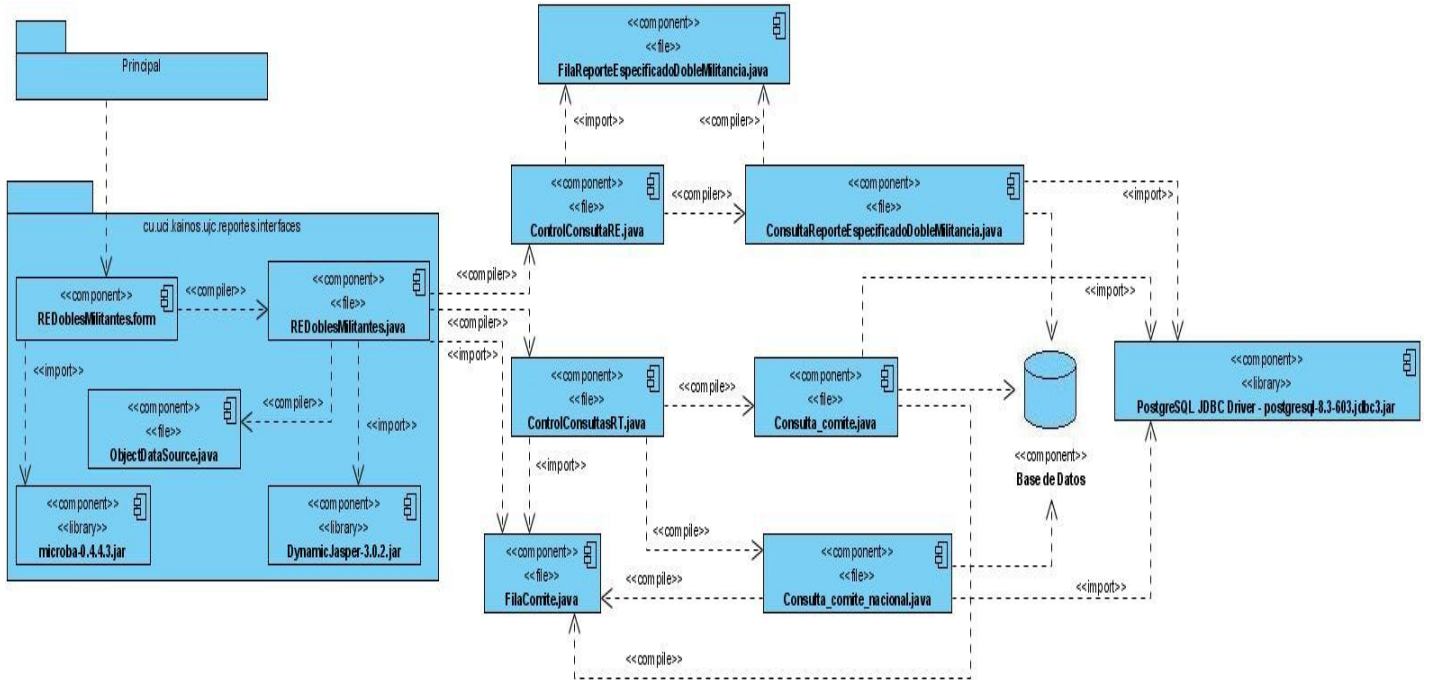 <<component>>
<<file>>
FilaReporteEspecificadoDobleMilitancia.java
Principal
<<import>>
<<compiler>>
<<component>>
<<file>>
ControlConsultaRE.java
<<compiler>>
<<component>>
<<file>>
ConsultaReporteEspecificadoDobleMilitancia.java
<<import>>
cu.uci.kainos.ujc.reportes.interfaces
<<component>>
REDoblesMilitantes.form
<<compiler>>
<<component>>
<<file>>
REDoblesMilitantes.java
<<compiler>>
<<compiler>>
<<import>>
<<import>>
<<import>>
<<component>>
<<file>>
ObjectDataSource.java
<<compiler>>
<<import>>
<<component>>
<<library>>
microba-0.4.4.3.jar
<<component>>
<<library>>
DynamicJasper-3.0.2.jar
<<component>>
<<file>>
ControlConsultasRT.java
<<compile>>
<<component>>
<<file>>
Consulta_comite.java
<<component>>
<<library>>
PostgreSQL JDBC Driver - postgresql-8.3-603.jdbc3.jar
<<component>>
Base de Datos
<<import>>
<<compile>>
<<component>>
<<file>>
FilaComite.java
<<compile>>
<<component>>
<<file>>
Consulta_comite_nacional.java
<<import>>
<<compile>>